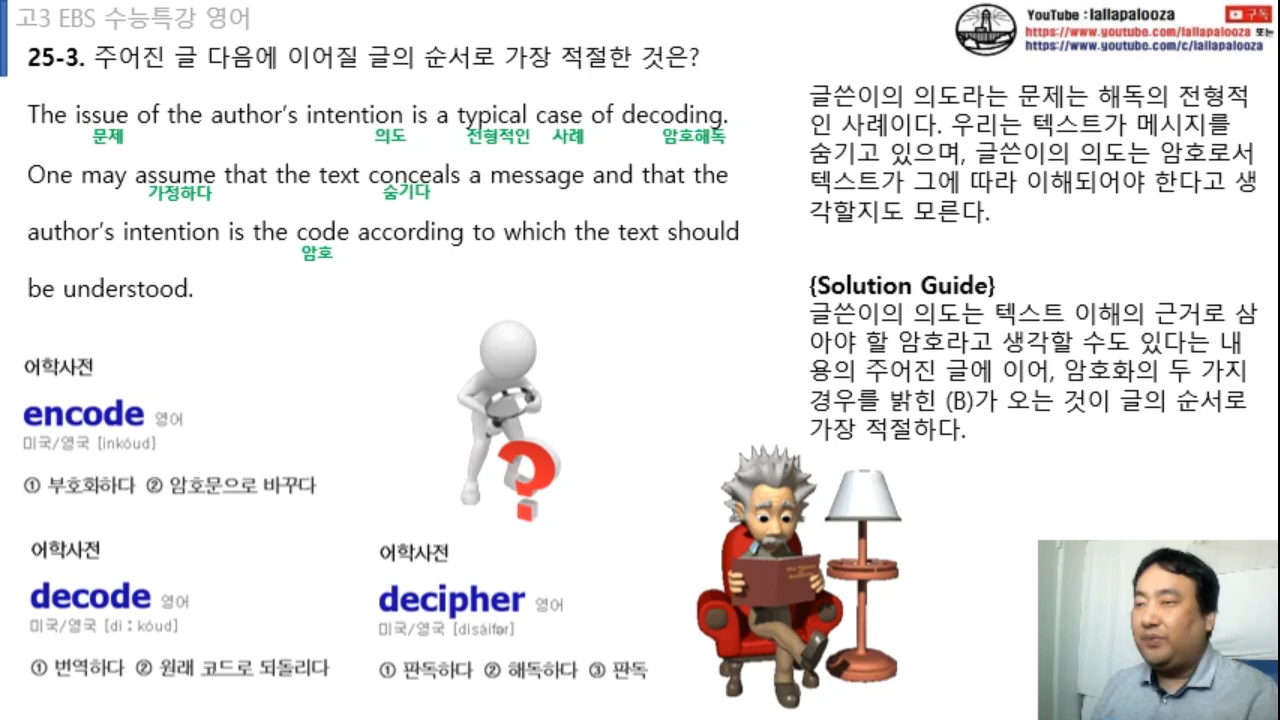 고3 EBS 수능특강 영어
25-3. 주어진 글 다음에 이어질 글의 순서로 가장 적절한 것은?
The issue of the author's intention is a typical case of decoding.
문제 의도 전형적인 사례 암호해독
One may assume that the text conceals a message and that the
가정하다 숨기다
author's intention is the code according to which the text should
암호
be understood.
어학사전
encode 영어
미국/영국 [inkóud]
① 부호화하다 ② 암호문으로 바꾸다
어학사전
decode 영어
미국/영국 [diːkóud]
① 번역하다 ② 원래 코드로 되돌리다
어학사전
decipher 영어
미국/영국 [disáifər]
① 판독하다 ② 해독하다 ③ 판독
YouTube : lallapalooza
구독
https://www.youtube.com/lallapalooza 또는
https://www.youtube.com/c/lallapalooza
글쓴이의 의도라는 문제는 해독의 전형적
인 사례이다. 우리는 텍스트가 메시지를
숨기고 있으며, 글쓴이의 의도는 암호로서
텍스트가 그에 따라 이해되어야 한다고 생
각할지도 모른다.
{Solution Guide}
글쓴이의 의도는 텍스트 이해의 근거로 삼
아야 할 암호라고 생각할 수도 있다는 내
용의 주어진 글에 이어, 암호화의 두 가지
경우를 밝힌 (B)가 오는 것이 글의 순서로
가장 적절하다.